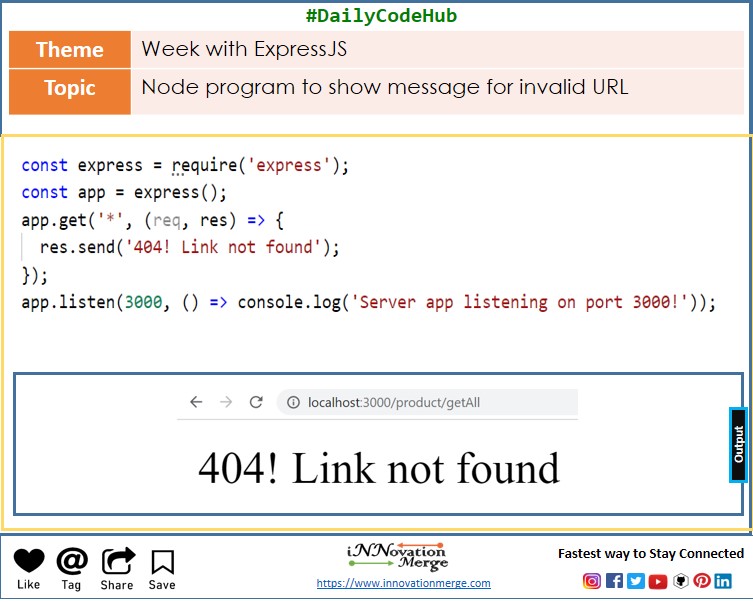 #DailyCodeHub
Theme
Week with ExpressJS
Topic
Node program to show message for invalid URL
const express = require('express');
const app = express();
app.get('*', (req, res) => {
  res.send('404! Link not found');
});
app.listen(3000, () => console.log('Server app listening on port 3000!'));
localhost:3000/product/getAll
404! Link not found
Output
Like
Tag
Share
Save
iNNovation
Merge
https://www.innovationmerge.com
Fastest way to Stay Connected